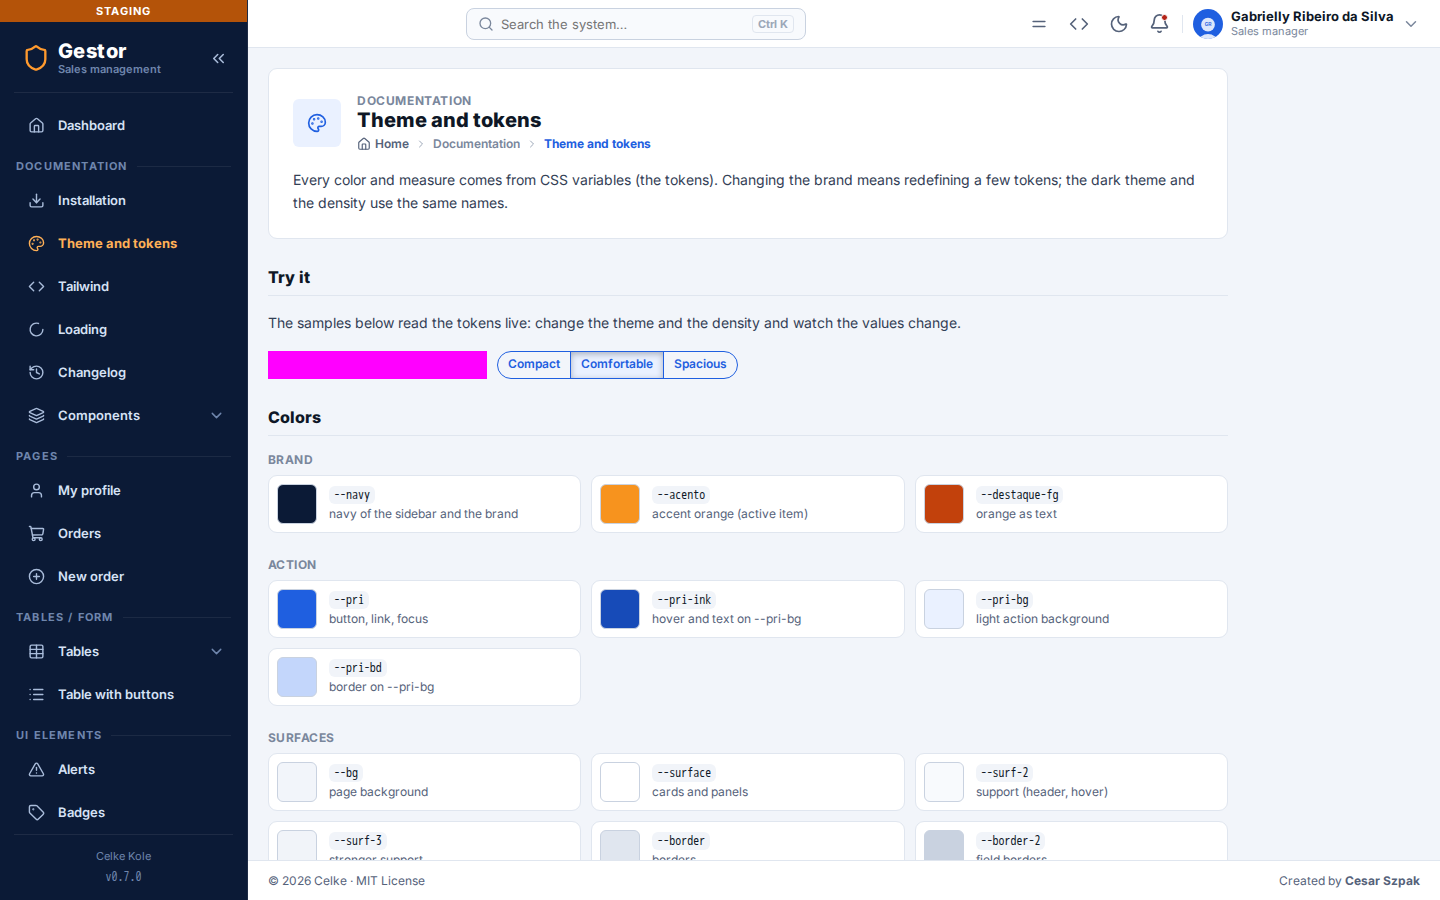 STAGING
Gestor
Sales management
Dashboard
DOCUMENTATION
Installation
Theme and tokens
Tailwind
Loading
Changelog
Components
PAGES
My profile
Orders
New order
TABLES / FORM
Tables
Table with buttons
UI ELEMENTS
Alerts
Badges
Celke Kole
v0.7.0
Search the system...
Ctrl K
GR
Gabrielly Ribeiro da Silva
Sales manager
DOCUMENTATION
Theme and tokens
Home > Documentation > Theme and tokens
Every color and measure comes from CSS variables (the tokens). Changing the brand means redefining a few tokens; the dark theme and
the density use the same names.
Try it
The samples below read the tokens live: change the theme and the density and watch the values change.
Compact Comfortable Spacious
Colors
BRAND
--navy
navy of the sidebar and the brand
--acento
accent orange (active item)
--destaque-fg
orange as text
ACTION
--pri
button, link, focus
--pri-ink
hover and text on --pri-bg
--pri-bg
light action background
--pri-bd
border on --pri-bg
SURFACES
--bg
page background
--surface
cards and panels
--surf-2
support (header, hover)
--surf-3
stronger support
--border
borders
--border-2
field borders
© 2026 Celke · MIT License
Created by Cesar Szpak